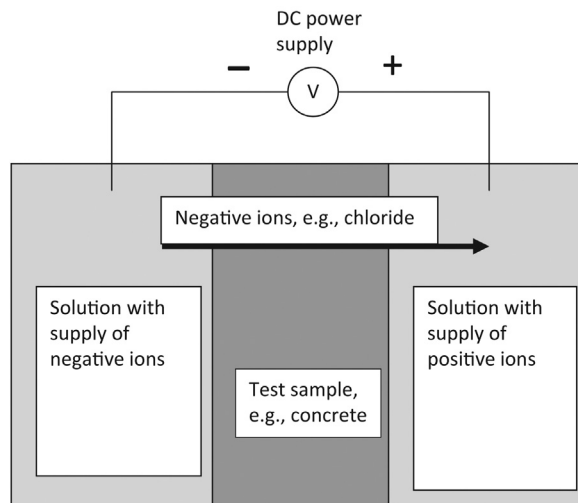 DC power
supply
− +
V
Negative ions, e.g., chloride
Solution with
supply of
negative ions
Solution with
supply of
positive ions
Test sample,
e.g., concrete